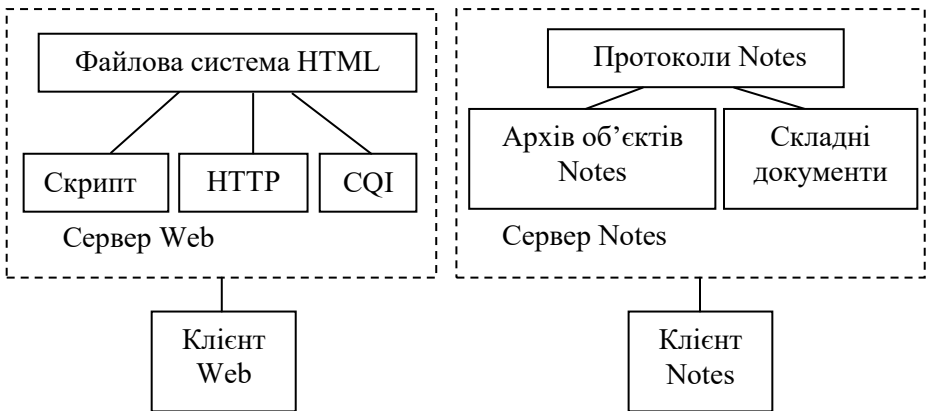 Файлова система HTML
Скрипт
HTTP
CQI
Сервер Web
Клієнт
Web
Протоколи Notes
Архів об’єктів
Notes
Складні
документи
Сервер Notes
Клієнт
Notes